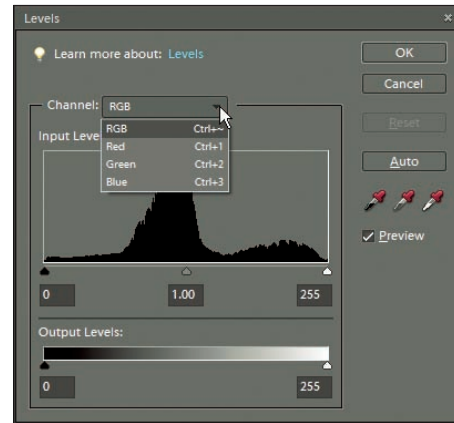 Levels
Learn more about: Levels
OK
Cancel
Reset
Auto
Preview
Channel: RGB
RGB Ctrl+~
Red Ctrl+1
Green Ctrl+2
Blue Ctrl+3
Input Leve
0 1.00 255
Output Levels:
0 255